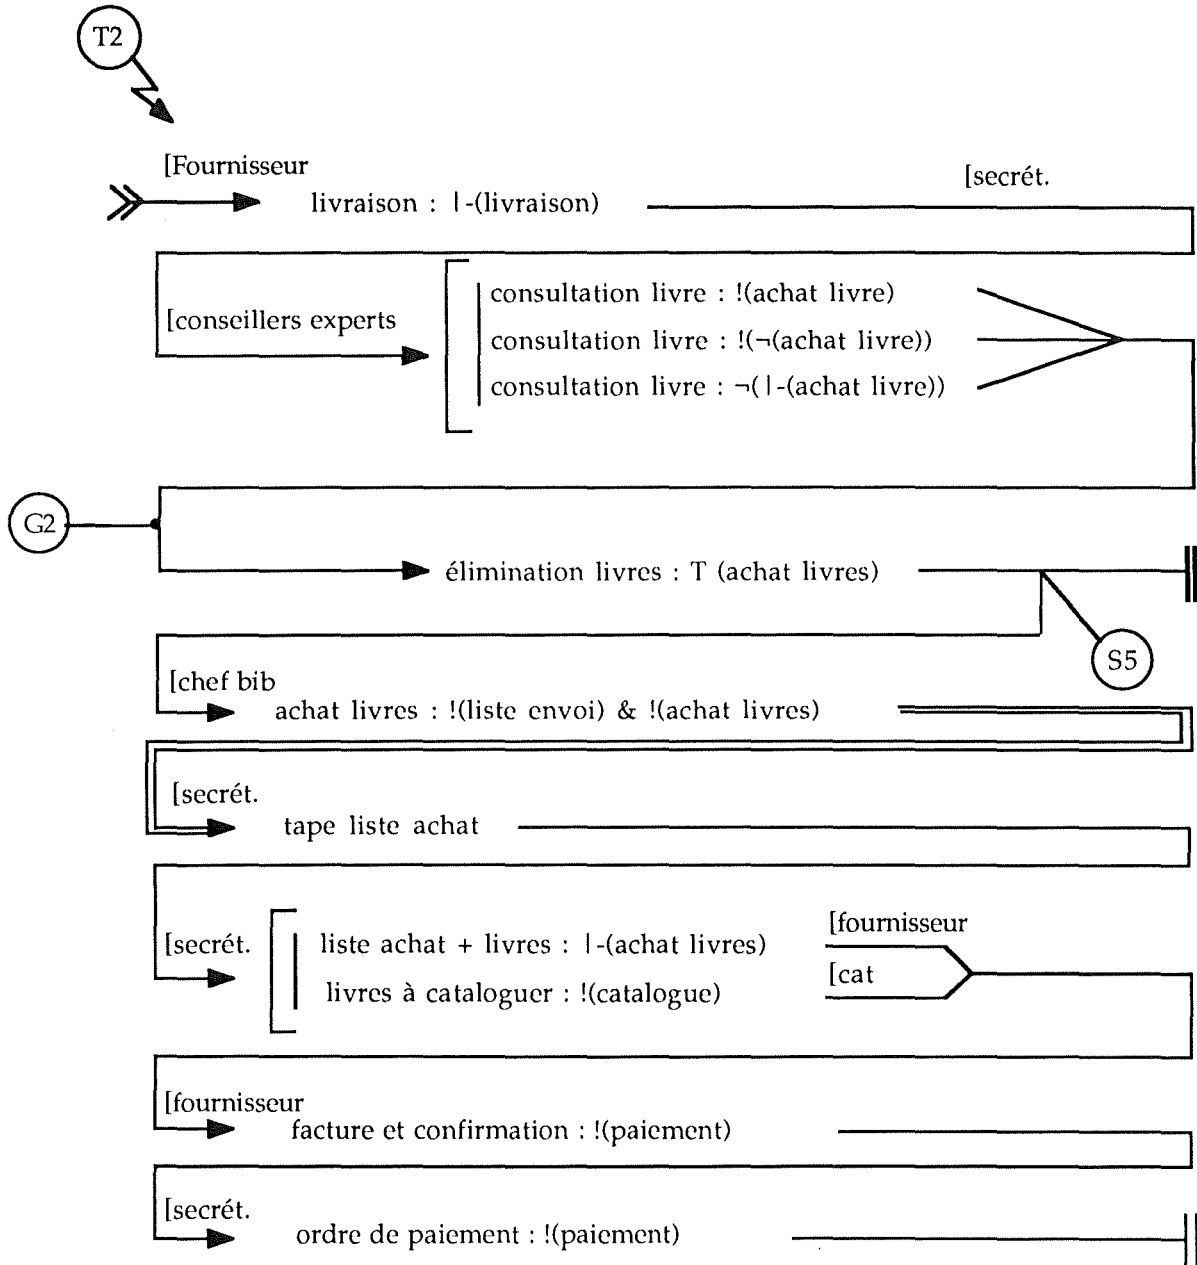 T2
[Fournisseur
[secrét.
livraison : |-(livraison)
[conseillers experts
consultation livre : !(achat livre)
consultation livre : !(¬(achat livre))
consultation livre : ¬(|-(achat livre))
G2
élimination livres : T (achat livres)
S5
[chef bib
achat livres : !(liste envoi) & !(achat livres)
[secrét.
tape liste achat
[secrét.
liste achat + livres : |-(achat livres)
[fournisseur
livres à cataloguer : !(catalogue)
[cat
[fournisseur
facture et confirmation : !(paiement)
[secrét.
ordre de paiement : !(paiement)